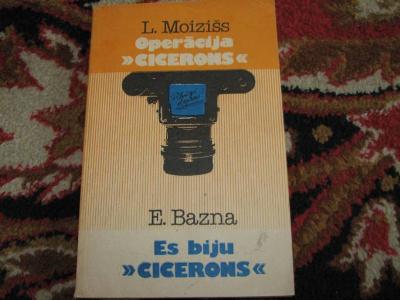 L. Moizišs
Operācija
»CICERONS«
E. Bazna
Es biju
»CICERONS«